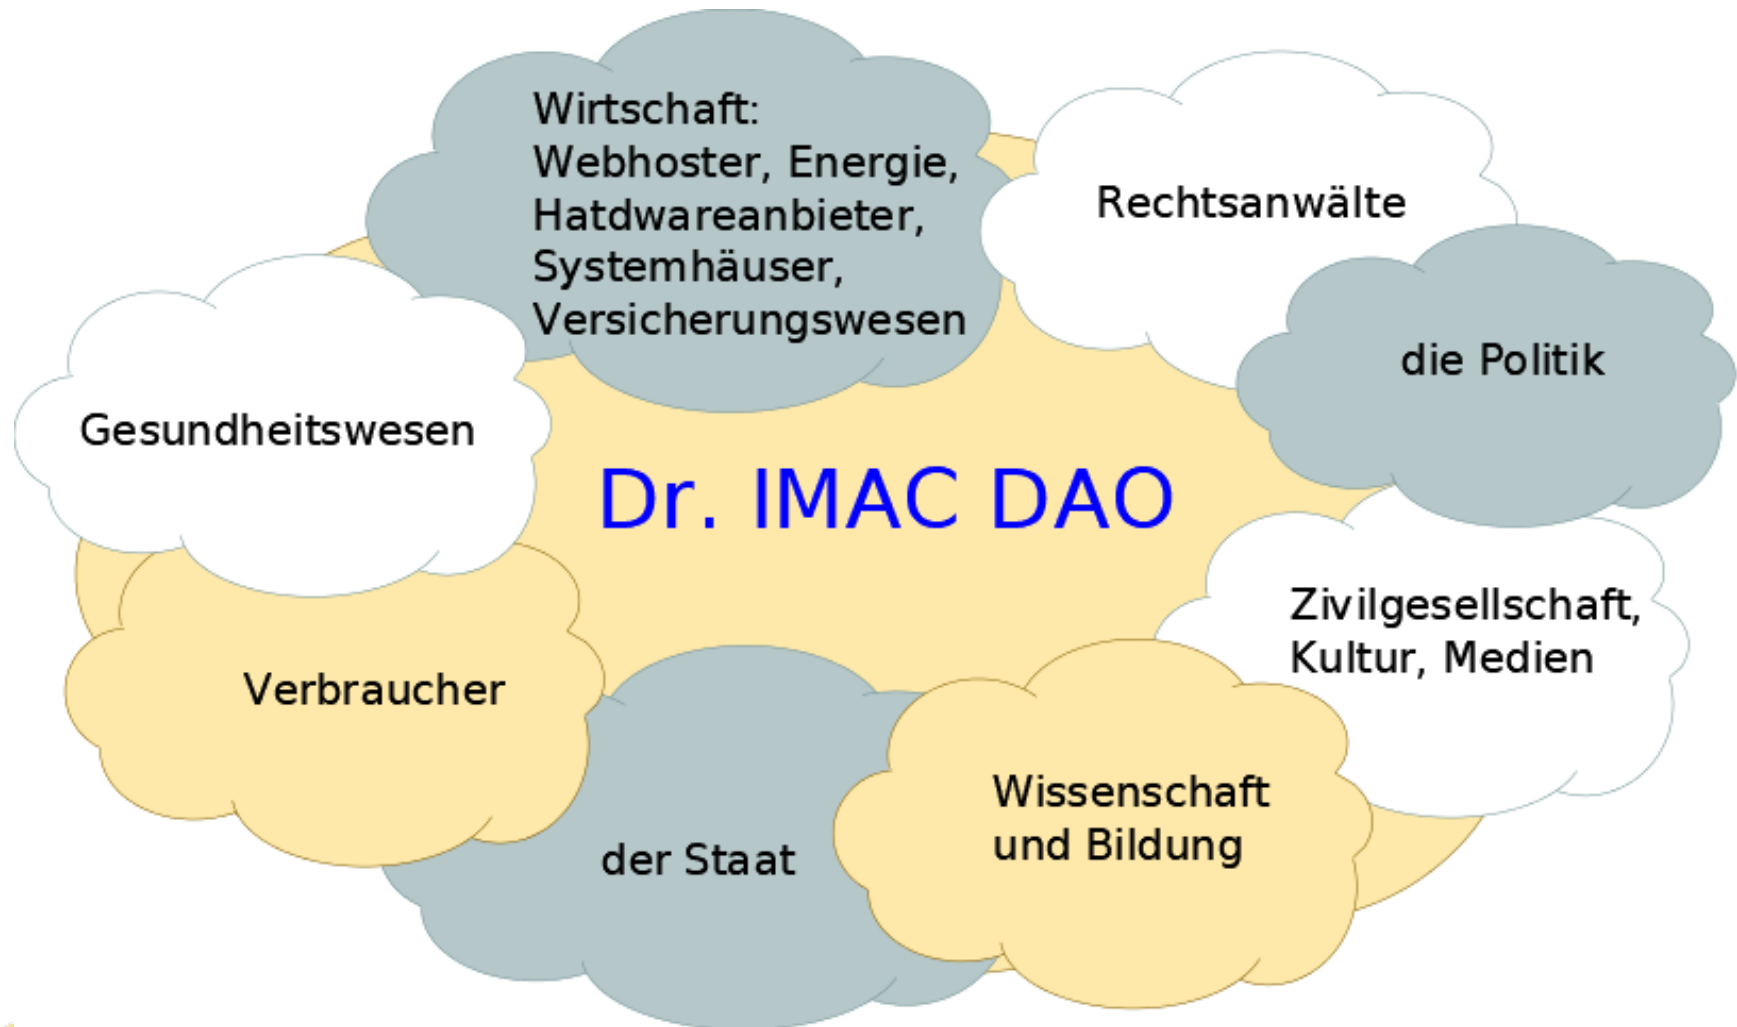 Wirtschaft:
Webhoster, Energie,
Hatdwareanbieter,
Systemhäuser,
Versicherungswesen
Rechtsanwälte
die Politik
Gesundheitswesen
Dr. IMAC DAO
Zivilgesellschaft,
Kultur, Medien
Verbraucher
Wissenschaft
und Bildung
der Staat